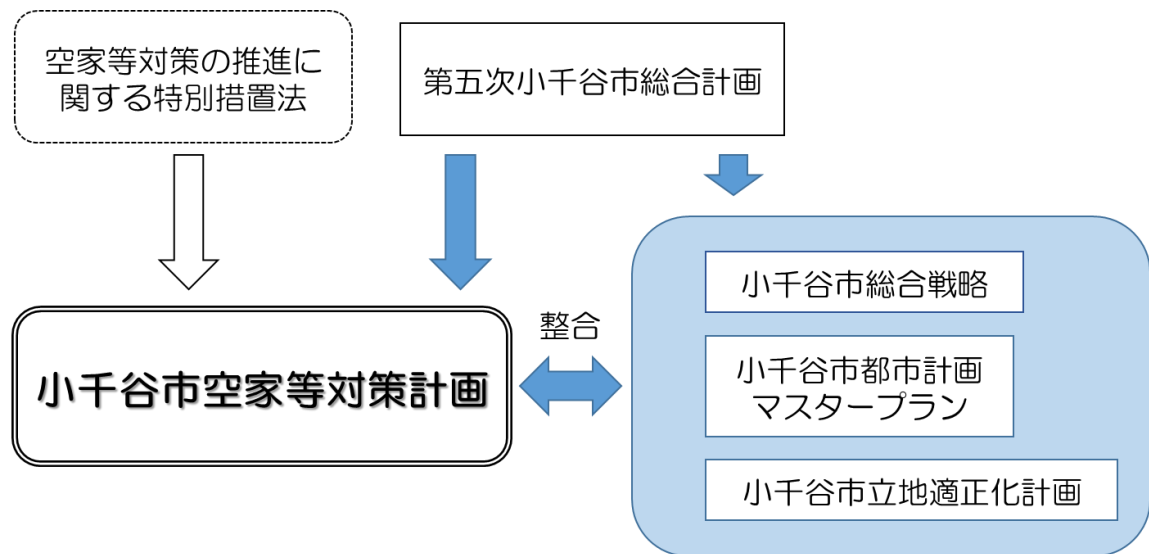 空家等対策の推進に
関する特別措置法
第五次小千谷市総合計画
小千谷市空家等対策計画
整合
小千谷市総合戦略
小千谷市都市計画
マスタープラン
小千谷市立地適正化計画